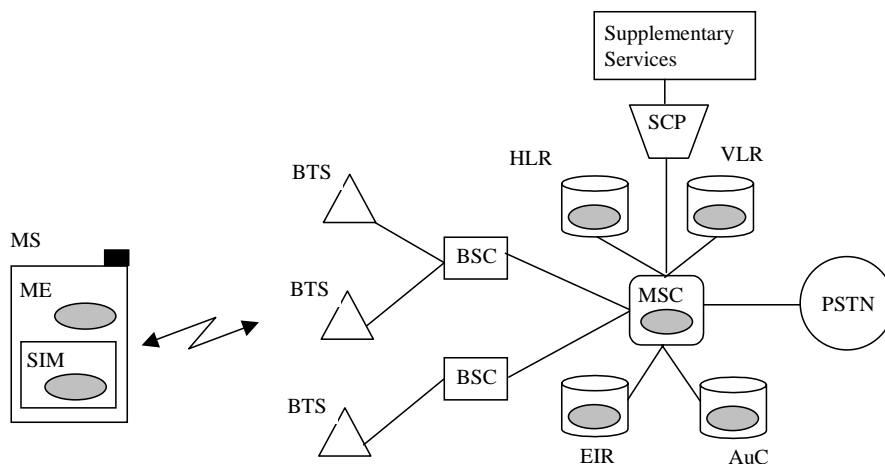 Supplementary
Services
SCP
HLR
VLR
BTS
MS
BSC
ME
BTS
MSC
PSTN
SIM
BSC
BTS
EIR
AuC